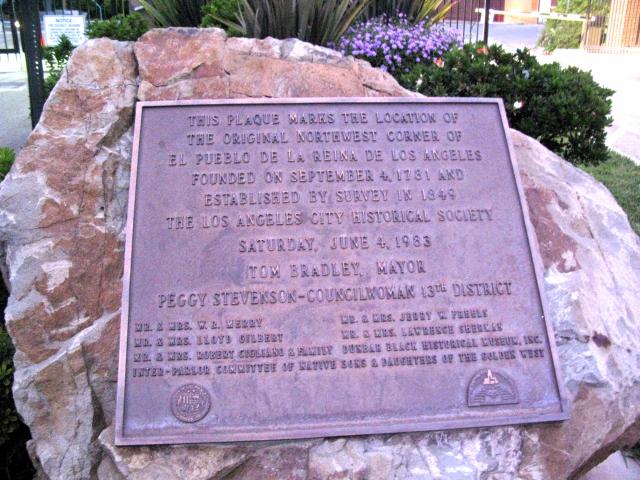 NOTICE
THIS PLAQUE MARKS THE LOCATION OF
THE ORIGINAL NORTHWEST CORNER OF
EL PUEBLO DE LA REINA DE LOS ANGELES
FOUNDED ON SEPTEMBER 4, 1781 AND
ESTABLISHED BY SURVEY IN 1849
THE LOS ANGELES CITY HISTORICAL SOCIETY
SATURDAY, JUNE 4, 1983
TOM BRADLEY, MAYOR
PEGGY STEVENSON-COUNCILWOMAN 13TH DISTRICT
MR. & MRS. W. R. MERRY MR. & MRS. JERRY W. FREELS
MR. & MRS. LLOYD GILBERT MR. & MRS. LAWRENCE SHERMAN
MR. & MRS. ROBERT & FAMILY DUNBAR BLACK HISTORICAL MUSEUM, INC.
INTER-PARLOR COMMITTEE OF NATIVE SONS & DAUGHTERS OF THE GOLDEN WEST